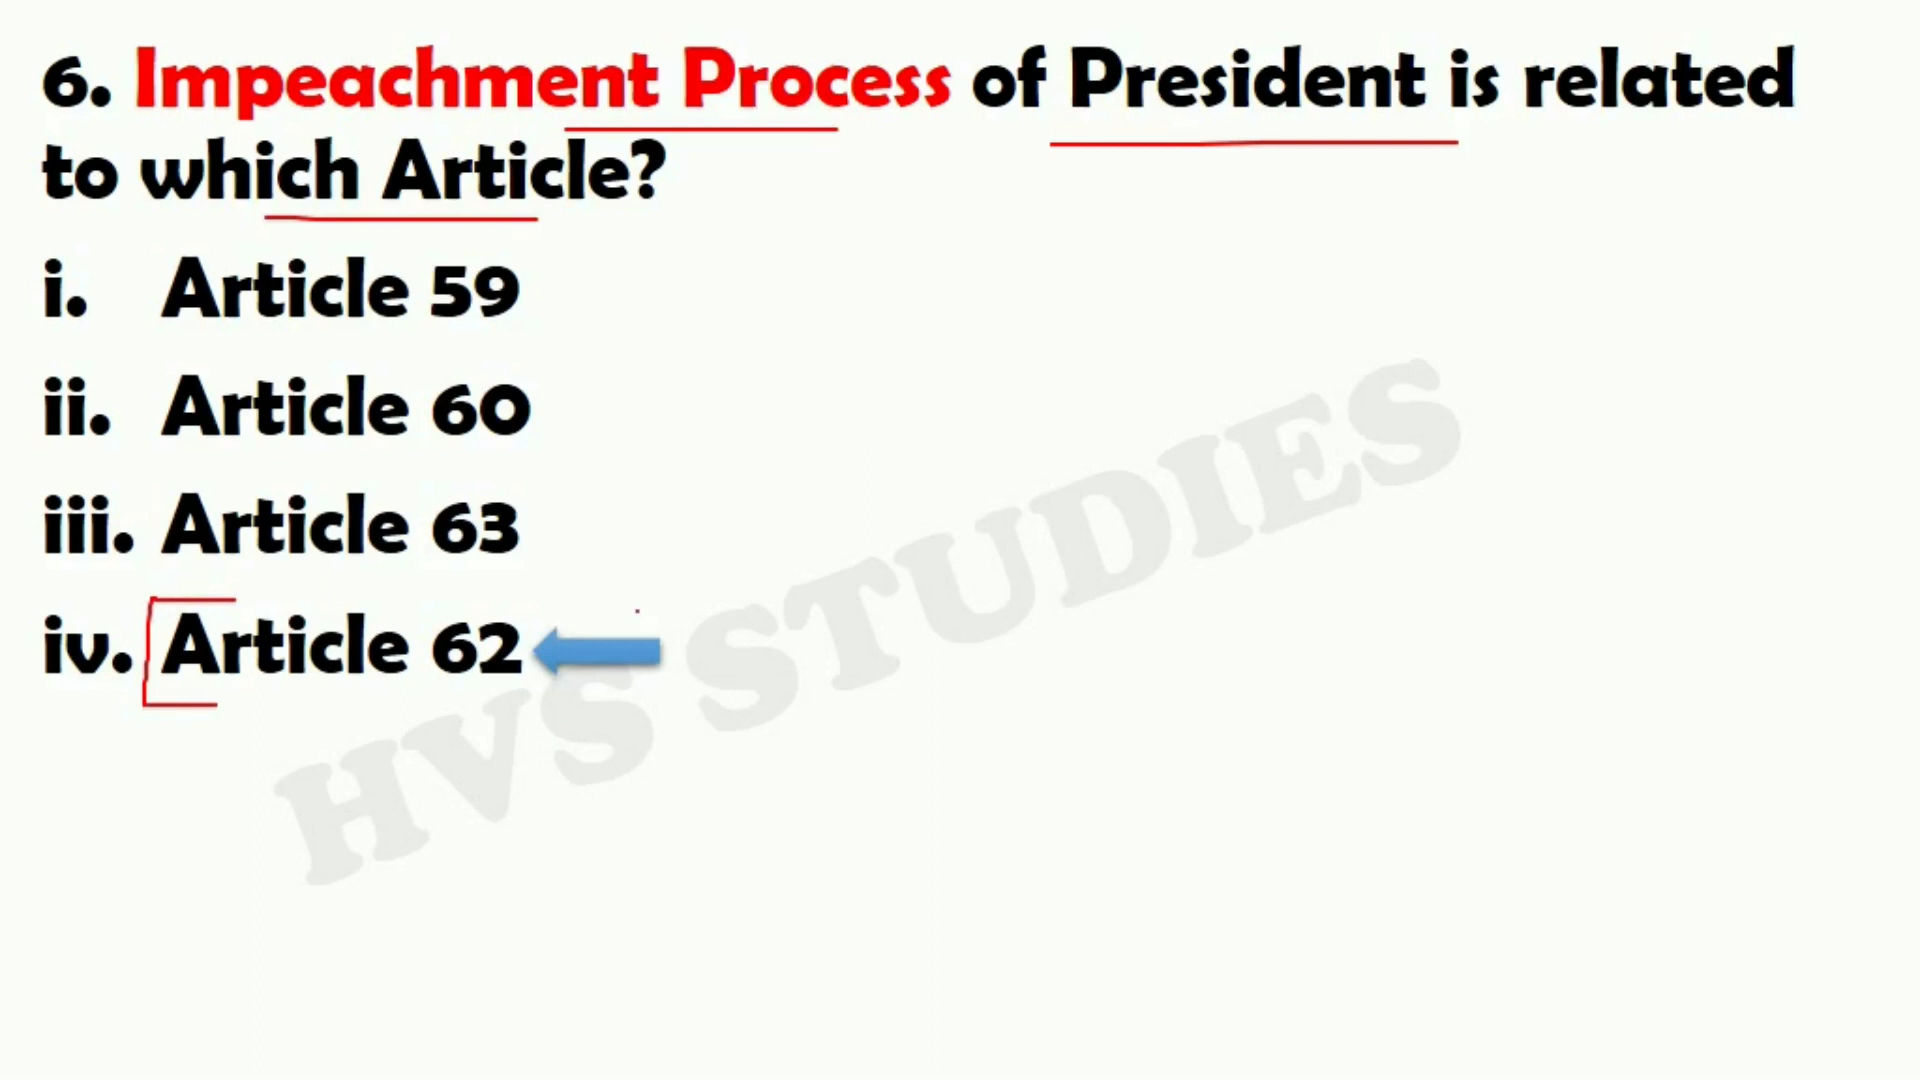 6. Impeachment Process of President is related
to which Article?
i. Article 59
ii. Article 60
iii. Article 63
iv. Article 62
HVS STUDIES